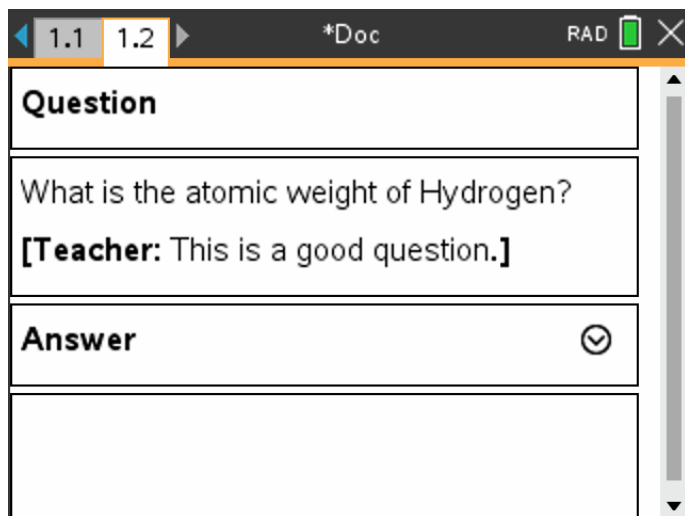 1.1 1.2 *Doc RAD
Question
What is the atomic weight of Hydrogen?
[Teacher: This is a good question.]
Answer